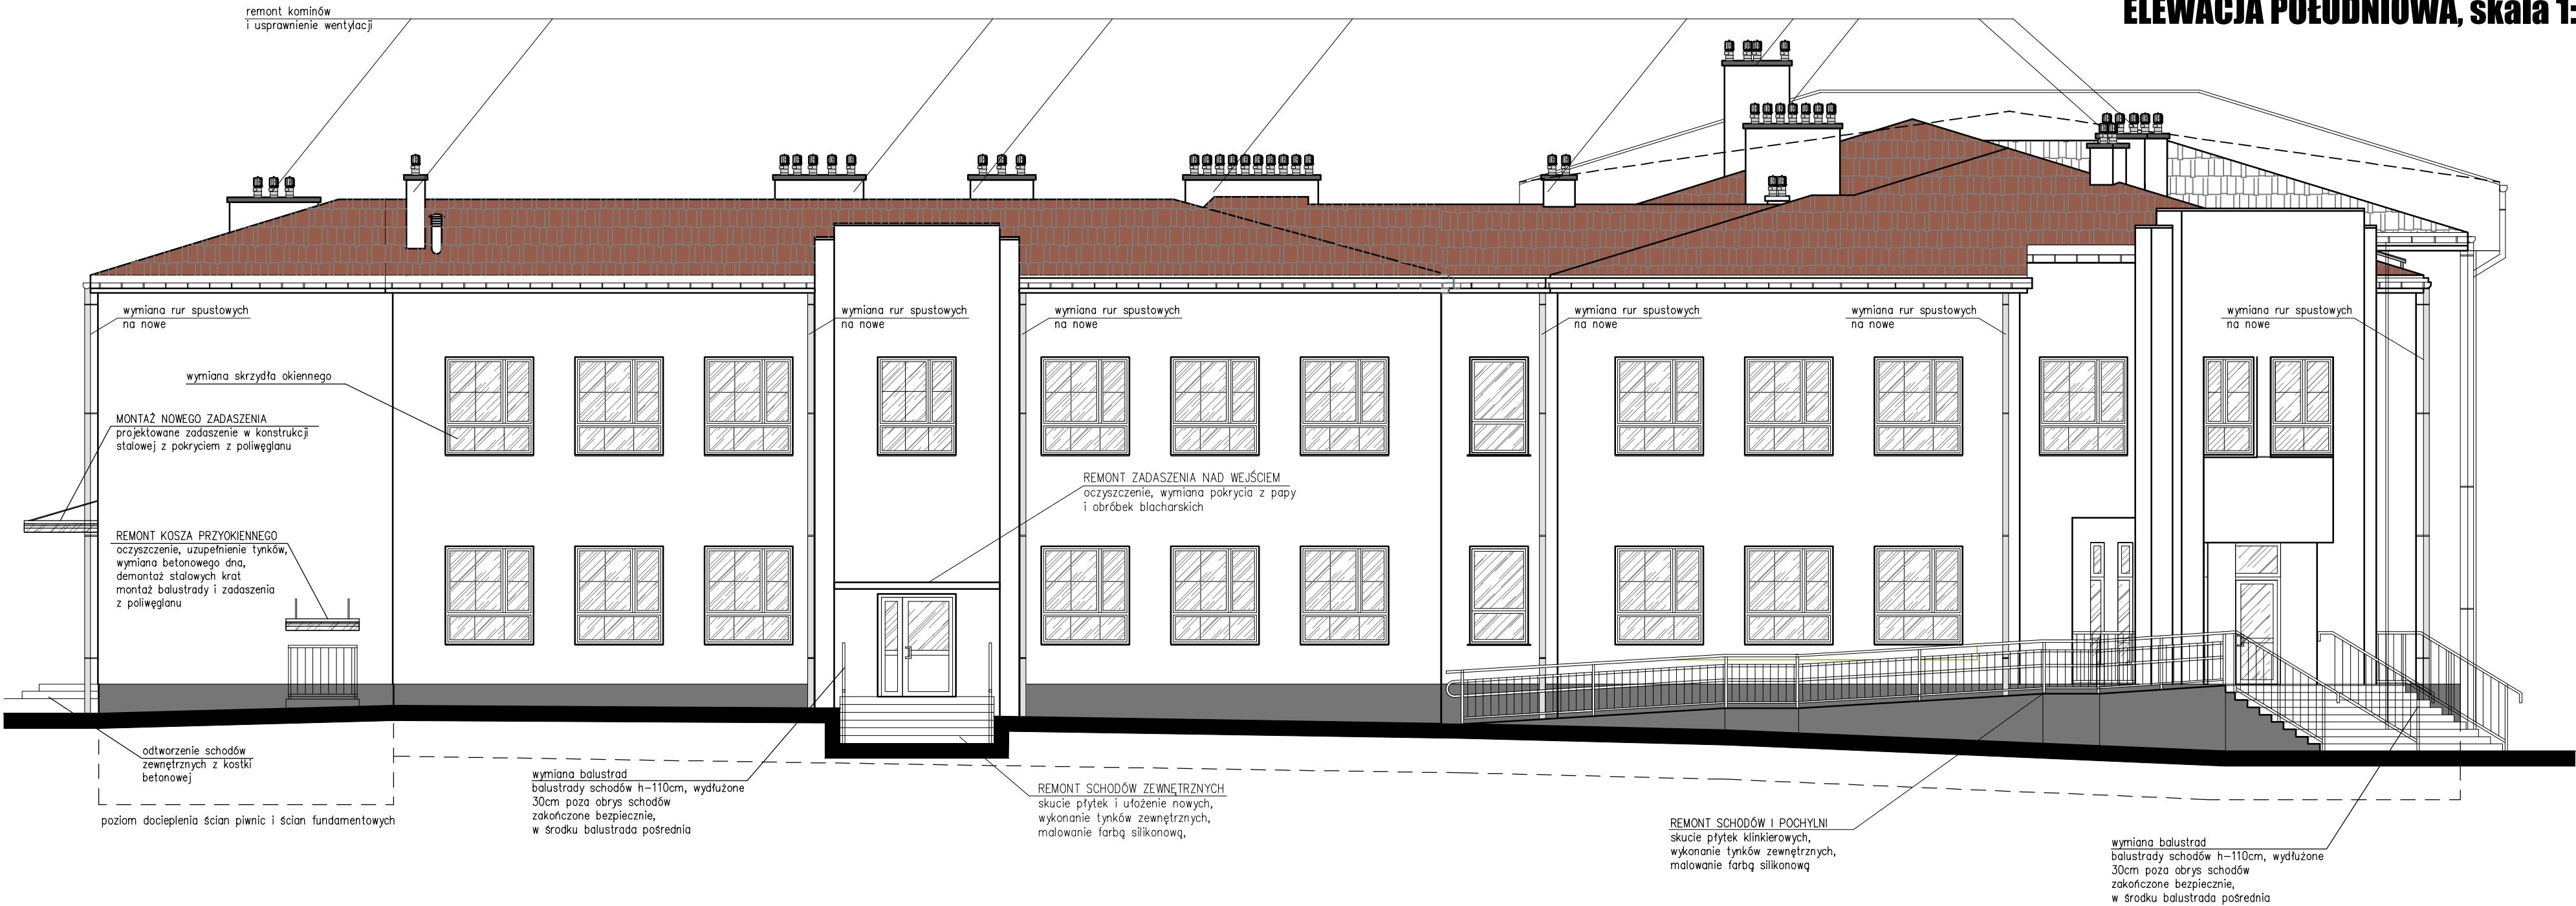 ELEWACJA POŁUDNIOWA, skala 1:
remont kominów
i usprawnienie wentylacji
wymiana rur spustowych
na nowe
wymiana rur spustowych
na nowe
wymiana rur spustowych
na nowe
wymiana rur spustowych
na nowe
wymiana rur spustowych
na nowe
wymiana rur spustowych
na nowe
wymiana skrzydła okiennego
MONTAŻ NOWEGO ZADASZENIA
projektowane zadaszenie w konstrukcji
stalowej z pokryciem z poliwęglanu
REMONT ZADASZENIA NAD WEJŚCIEM
oczyszczenie, wymiana pokrycia z papy
i obróbek blacharskich
REMONT KOSZA PRZYOKIENNEGO
oczyszczenie, uzupełnienie tynków,
wymiana betonowego dna,
demontaż stalowych krat
montaż balustrady i zadaszenia
z poliwęglanu
odtworzenie schodów
zewnętrznych z kostki
betonowej
poziom docieplenia ścian piwnic i ścian fundamentowych
wymiana balustrad
balustrady schodów h-110cm, wydłużone
30cm poza obrys schodów
zakończone bezpiecznie,
w środku balustrada pośrednia
REMONT SCHODÓW ZEWNĘTRZNYCH
skucie płytek i ułożenie nowych,
wykonanie tynków zewnętrznych,
malowanie farbą silikonową,
REMONT SCHODÓW I POCHYLNI
skucie płytek klinkierowych,
wykonanie tynków zewnętrznych,
malowanie farbą silikonową
wymiana balustrad
balustrady schodów h-110cm, wydłużone
30cm poza obrys schodów
zakończone bezpiecznie,
w środku balustrada pośrednia